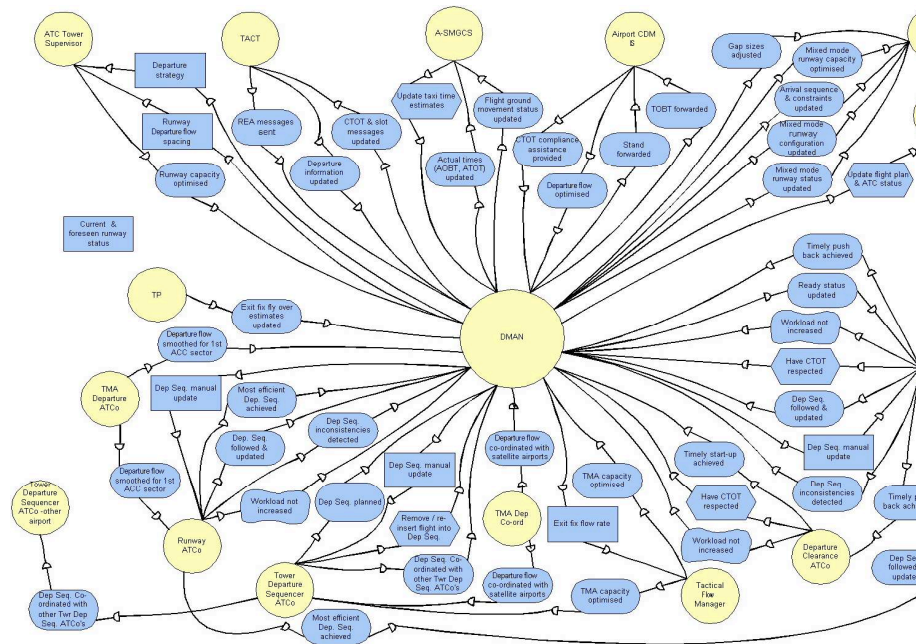 ATC Tower
Supervisor
TACT
A-SMGCS
Airport CDM
IS
Departure
strategy
Runway
Departure flow
spacing
Runway capacity
optimised
REA messages
sent
CTOT & slot
messages updated
Departure
information updated
Update taxi time
estimates
Flight ground
movement status
updated
Actual times
(AOBT, ATOT)
updated
CTOT compliance
assistance
provided
TOBT forwarded
Stand
forwarded
Departure flow
optimised
Gap sizes
adjusted
Mixed mode
runway capacity
optimised
Arrival sequence
& constraints
updated
Mixed mode
runway
configuration
updated
Mixed mode
runway status
updated
Update flight plan
& ATC status
Current &
foreseen runway
status
TP
Exit fix fly over
estimates
updated
DMAN
Timely push
back achieved
Ready status
updated
Workload not
increased
Have CTOT
respected
Dep Seq.
followed &
updated
Dep Seq. manual
update
Dep Seq.
inconsistencies
detected
Departure flow
smoothed for 1st
ACC sector
TMA
Departure
ATCo
Dep Seq. manual
update
Most efficient
Dep. Seq.
achieved
Dep. Seq.
followed &
updated
Dep Seq.
inconsistencies
detected
Departure flow
smoothed for 1st
ACC sector
Workload not
increased
Runway
ATCo
Tower
Departure
Sequencer
ATCo -other
airport
Dep Seq. Co-
ordinated with
other Twr Dep
Seq. ATCo's
Dep Seq. planned
Dep Seq. manual
update
Remove / re-
insert flight into
Dep Seq.
Dep Seq. Co-
ordinated with
other Twr Dep
Seq. ATCo's
Tower
Departure
Sequencer
ATCo
Most efficient
Dep Seq.
achieved
Departure flow
co-ordinated with
satellite airports
TMA Dep
Co-ord
Departure flow
co-ordinated with
satellite airports
TMA capacity
optimised
Exit fix flow rate
TMA capacity
optimised
Tactical
Flow
Manager
Timely start-up
achieved
Have CTOT
respected
Workload not
increased
Departure
Clearance
ATCo
Timely p
back achie
Dep Se
followed
update